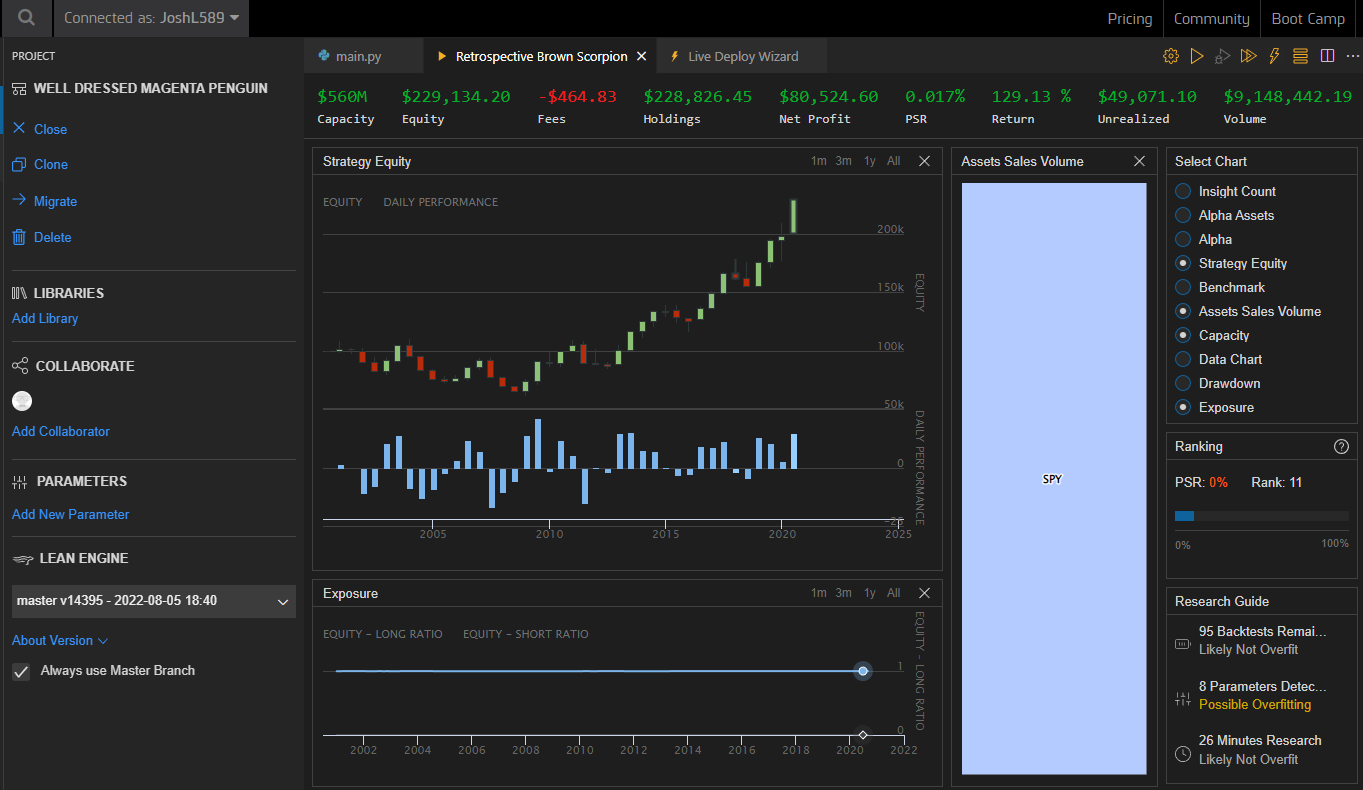 Connected as: JoshL589
Pricing
Community
Boot Camp
PROJECT
WELL DRESSED MAGENTA PENGUIN
Close
Clone
Migrate
Delete
LIBRARIES
Add Library
COLLABORATE
Add Collaborator
PARAMETERS
Add New Parameter
LEAN ENGINE
master v14395 - 2022-08-05 18:40
About Version
Always use Master Branch
main.py
Retrospective Brown Scorpion
Live Deploy Wizard
$560M $229,134.20 -$464.83 $228,826.45 $80,524.60 0.017% 129.13 % $49,071.10 $9,148,442.19
Capacity Equity Fees Holdings Net Profit PSR Return Unrealized Volume
Strategy Equity
1m 3m 1y All
EQUITY DAILY PERFORMANCE
200k
150k
100k
50k
EQUITY
0
-25
DAILY PERFORMANCE
2005 2010 2015 2020 2025
Exposure
1m 3m 1y All
EQUITY - LONG RATIO EQUITY - SHORT RATIO
1
0
EQUITY - LONG RATIO
2002 2004 2006 2008 2010 2012 2014 2016 2018 2020 2022
Assets Sales Volume
SPY
Select Chart
Insight Count
Alpha Assets
Alpha
Strategy Equity
Benchmark
Assets Sales Volume
Capacity
Data Chart
Drawdown
Exposure
Ranking
?
PSR: 0% Rank: 11
0% 100%
Research Guide
95 Backtests Remai...
Likely Not Overfit
8 Parameters Detec...
Possible Overfitting
26 Minutes Research
Likely Not Overfit